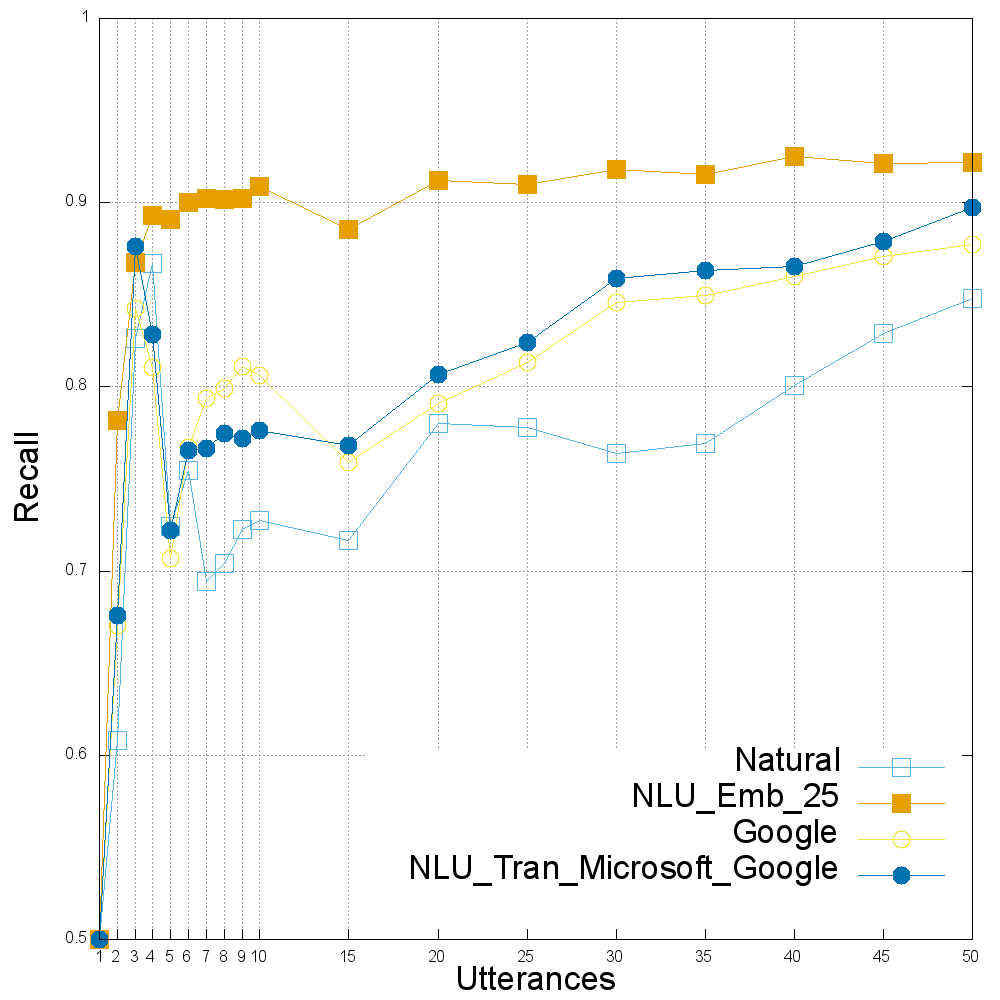 1
0.9
0.8
0.7
0.6
0.5
Recall
1 2 3 4 5 6 7 8 9 10 15 20 25 30 35 40 45 50
Utterances
Natural
NLU_Emb_25
Google
NLU_Tran_Microsoft_Google